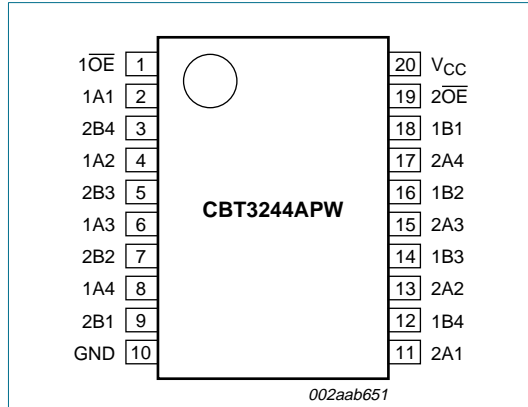 1OE 1 20 VCC
1A1 2 19 2OE
2B4 3 18 1B1
1A2 4 17 2A4
2B3 5 16 1B2
CBT3244APW
1A3 6 15 2A3
2B2 7 14 1B3
1A4 8 13 2A2
2B1 9 12 1B4
GND 10 11 2A1
002aab651